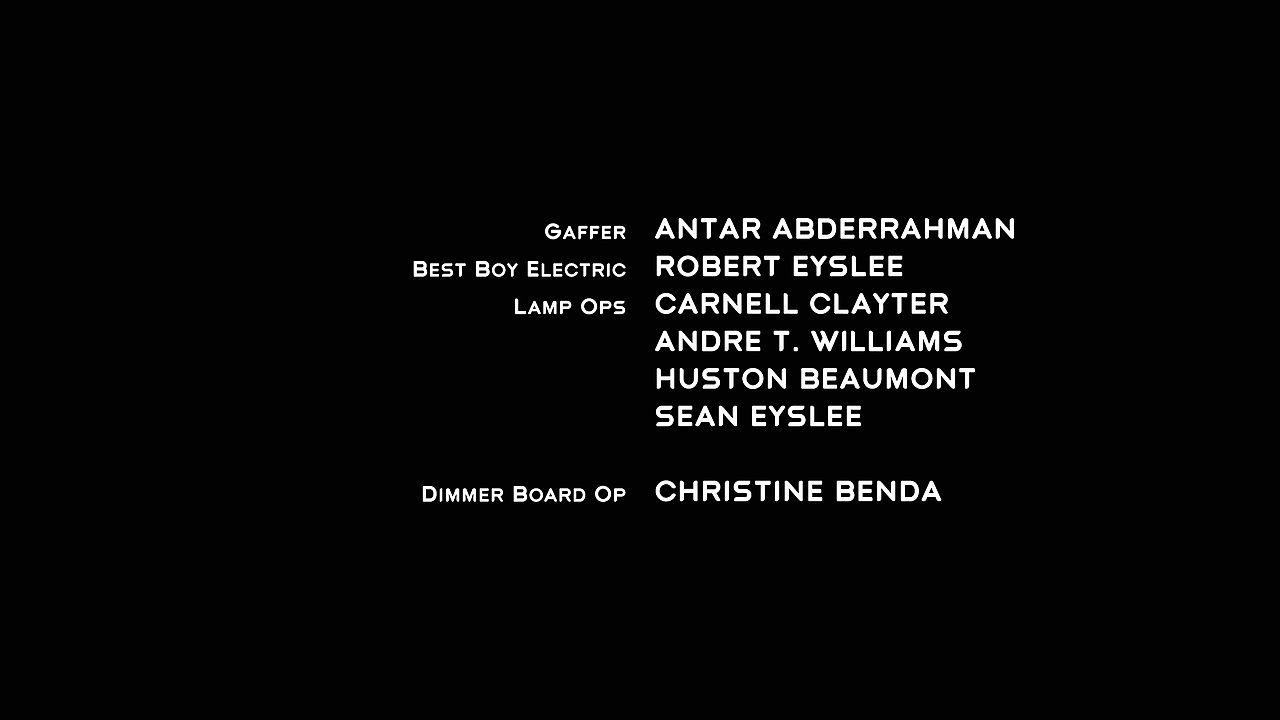 Gaffer ANTAR ABDERRAHMAN
Best Boy Electric ROBERT EYSLEE
Lamp Ops CARNELL CLAYTER
ANDRE T. WILLIAMS
HUSTON BEAUMONT
SEAN EYSLEE
Dimmer Board Op CHRISTINE BENDA